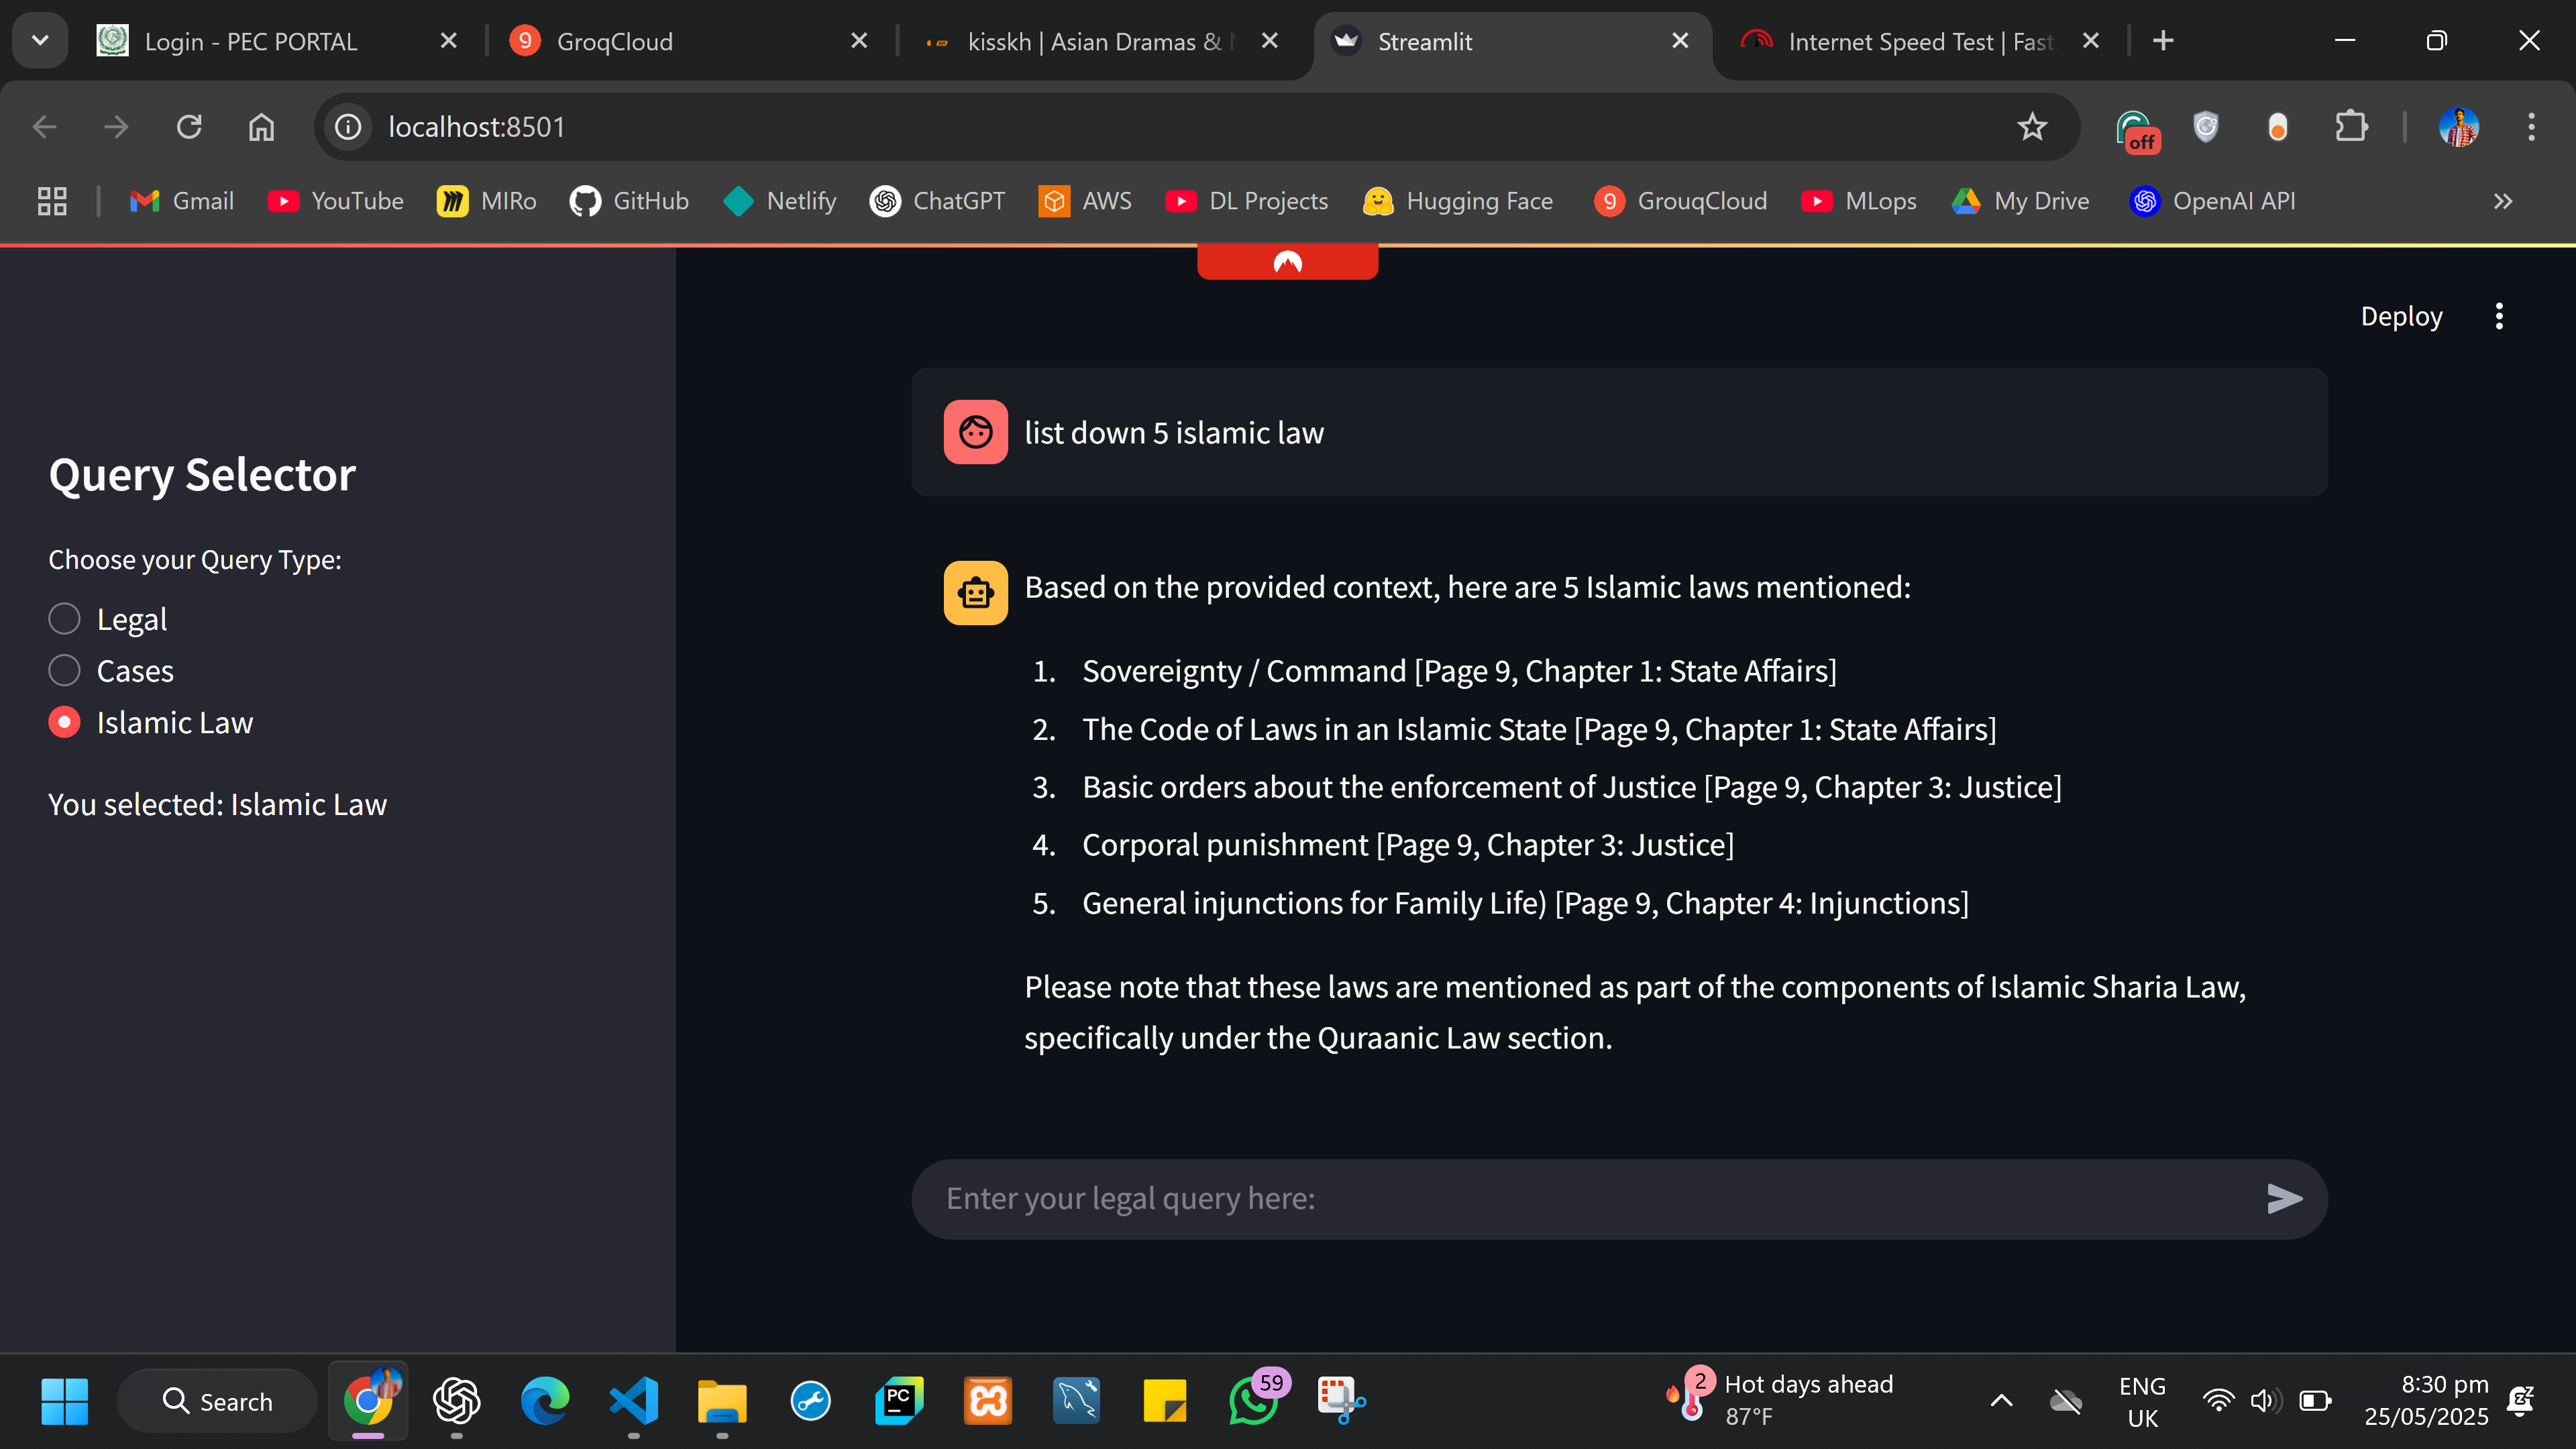 Login - PEC PORTAL
GroqCloud
kisskh | Asian Dramas &
Streamlit
Internet Speed Test | Fast
localhost:8501
off
Gmail
YouTube
MIRo
GitHub
Netlify
ChatGPT
AWS
DL Projects
Hugging Face
GrouqCloud
MLops
My Drive
OpenAI API
Deploy
Query Selector
Choose your Query Type:
Legal
Cases
Islamic Law
You selected: Islamic Law
list down 5 islamic law
Based on the provided context, here are 5 Islamic laws mentioned:
1. Sovereignty / Command [Page 9, Chapter 1: State Affairs]
2. The Code of Laws in an Islamic State [Page 9, Chapter 1: State Affairs]
3. Basic orders about the enforcement of Justice [Page 9, Chapter 3: Justice]
4. Corporal punishment [Page 9, Chapter 3: Justice]
5. General injunctions for Family Life) [Page 9, Chapter 4: Injunctions]
Please note that these laws are mentioned as part of the components of Islamic Sharia Law,
specifically under the Quraanic Law section.
Enter your legal query here:
Search
PC
59
2
Hot days ahead
87°F
ENG
UK
8:30 pm
25/05/2025